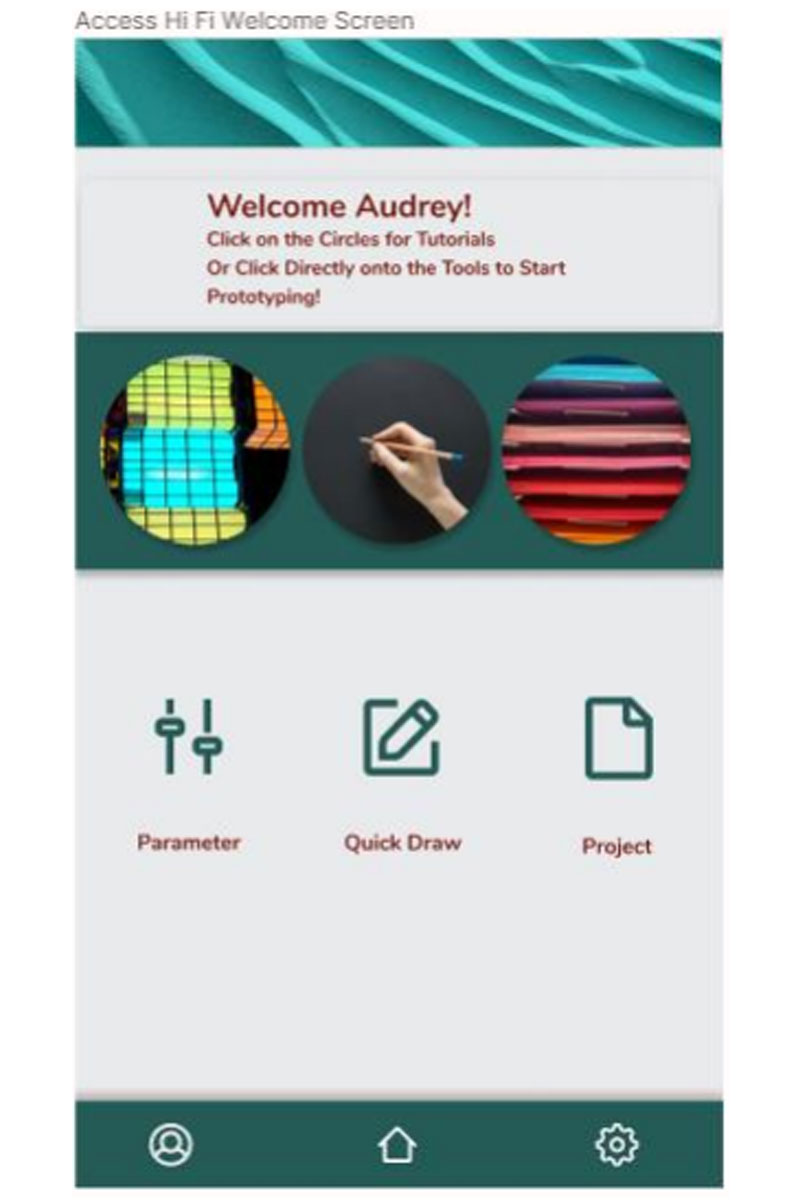 Access Hi Fi Welcome Screen
Welcome Audrey!
Click on the Circles for Tutorials
Or Click Directly onto the Tools to Start
Prototyping!
Parameter
Quick Draw
Project